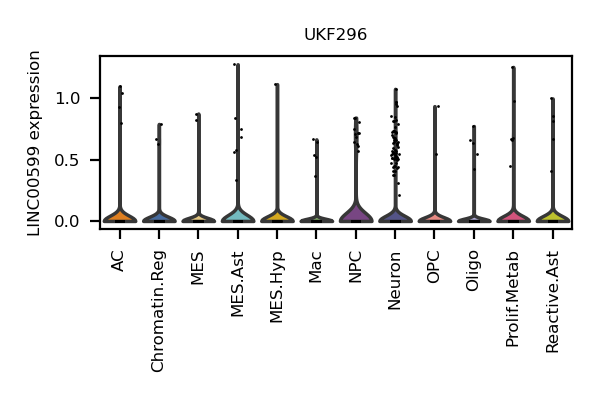 UKF296
LINC00599 expression
1.0
0.5
0.0
AC
Chromatin.Reg
MES
MES.Ast
MES.Hyp
Mac
NPC
Neuron
OPC
Oligo
Prolif.Metab
Reactive.Ast